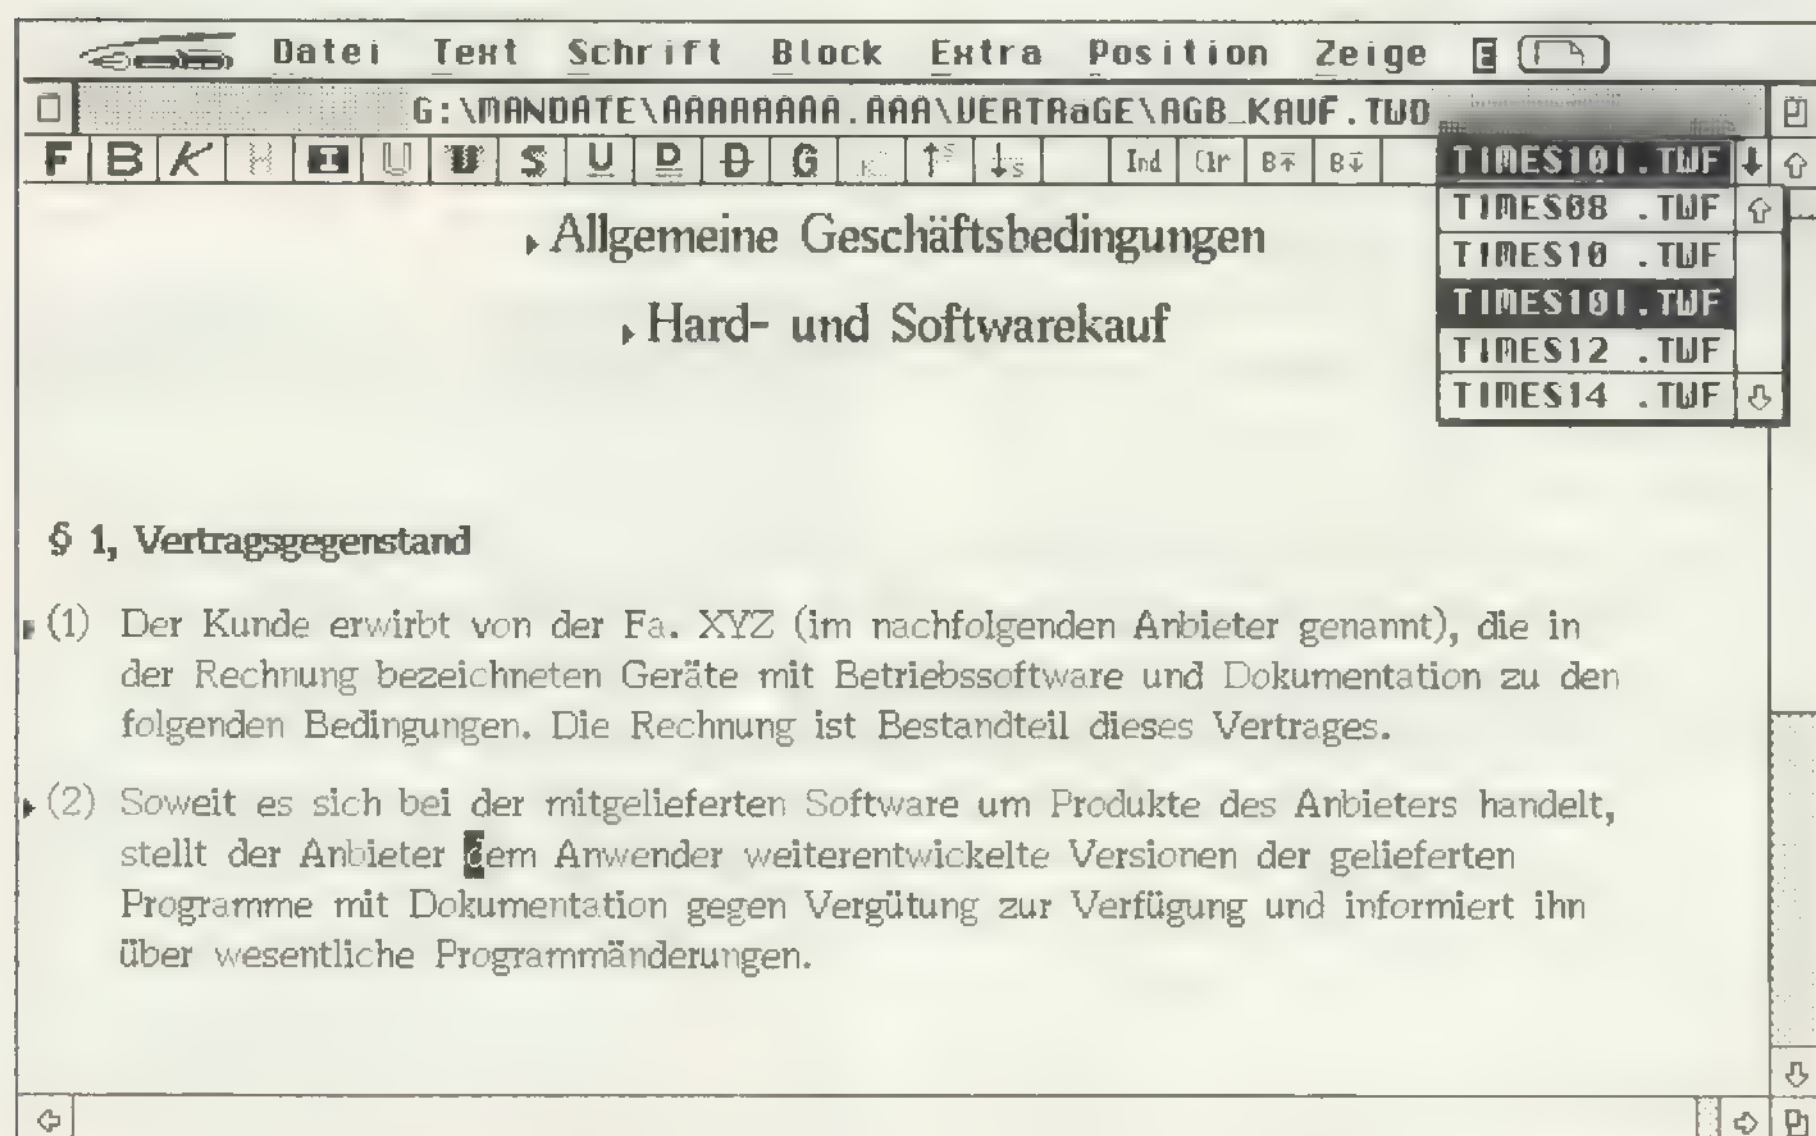 Datei Text Schrift Block Extra Position Zeige E
G:\MANDATE\AAAAAAAA.AAA\VERTRaGE\AGB_KAUF.TWD
F B K H I U U S U D D G K ↑S ↓S Ind Clr B↑ B↓ TIMES10I.TWF
TIMES08 .TWF
TIMES10 .TWF
TIMES10I.TWF
TIMES12 .TWF
TIMES14 .TWF
Allgemeine Geschäftsbedingungen
Hard- und Softwarekauf
§ 1, Vertragsgegenstand
(1) Der Kunde erwirbt von der Fa. XYZ (im nachfolgenden Anbieter genannt), die in
der Rechnung bezeichneten Geräte mit Betriebssoftware und Dokumentation zu den
folgenden Bedingungen. Die Rechnung ist Bestandteil dieses Vertrages.
(2) Soweit es sich bei der mitgelieferten Software um Produkte des Anbieters handelt,
stellt der Anbieter dem Anwender weiterentwickelte Versionen der gelieferten
Programme mit Dokumentation gegen Vergütung zur Verfügung und informiert ihn
über wesentliche Programmänderungen.